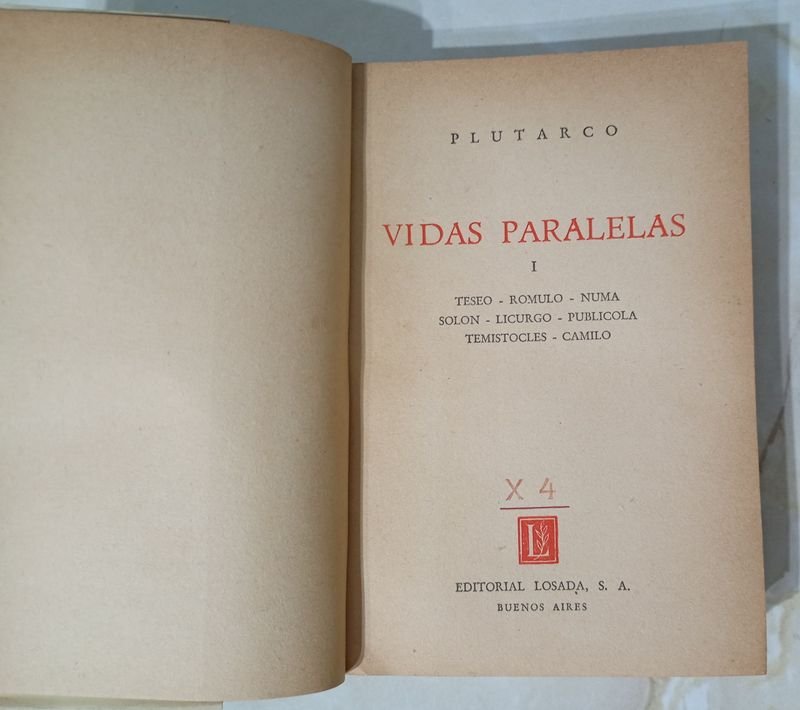 PLUTARCO
VIDAS PARALELAS
I
TESEO - ROMULO - NUMA
SOLON - LICURGO - PUBLICOLA
TEMISTOCLES - CAMILO
X 4
L
EDITORIAL LOSADA, S. A.
BUENOS AIRES